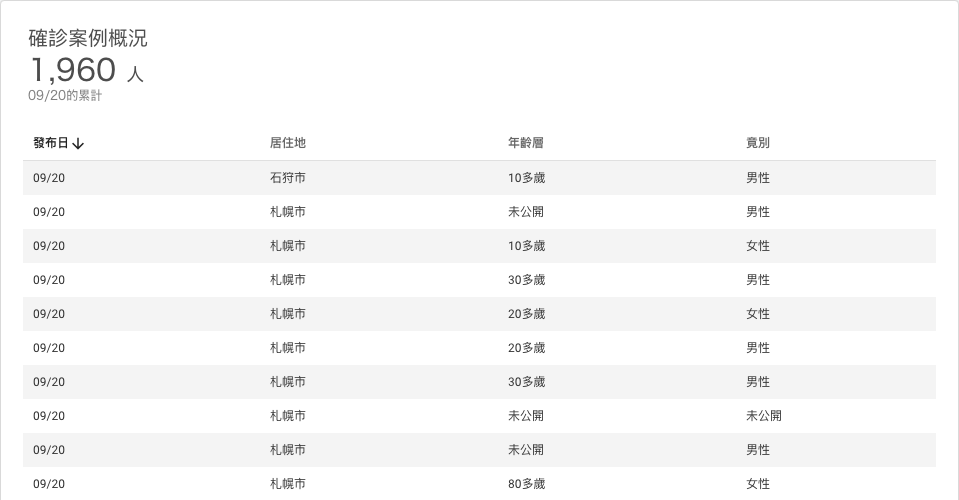 確診案例概況
1,960 人
09/20的累計
發布日↓ 居住地 年齡層 竟別
09/20 石狩市 10多歲 男性
09/20 札幌市 未公開 男性
09/20 札幌市 10多歲 女性
09/20 札幌市 30多歲 男性
09/20 札幌市 20多歲 女性
09/20 札幌市 20多歲 男性
09/20 札幌市 30多歲 男性
09/20 札幌市 未公開 未公開
09/20 札幌市 未公開 男性
09/20 札幌市 80多歲 女性